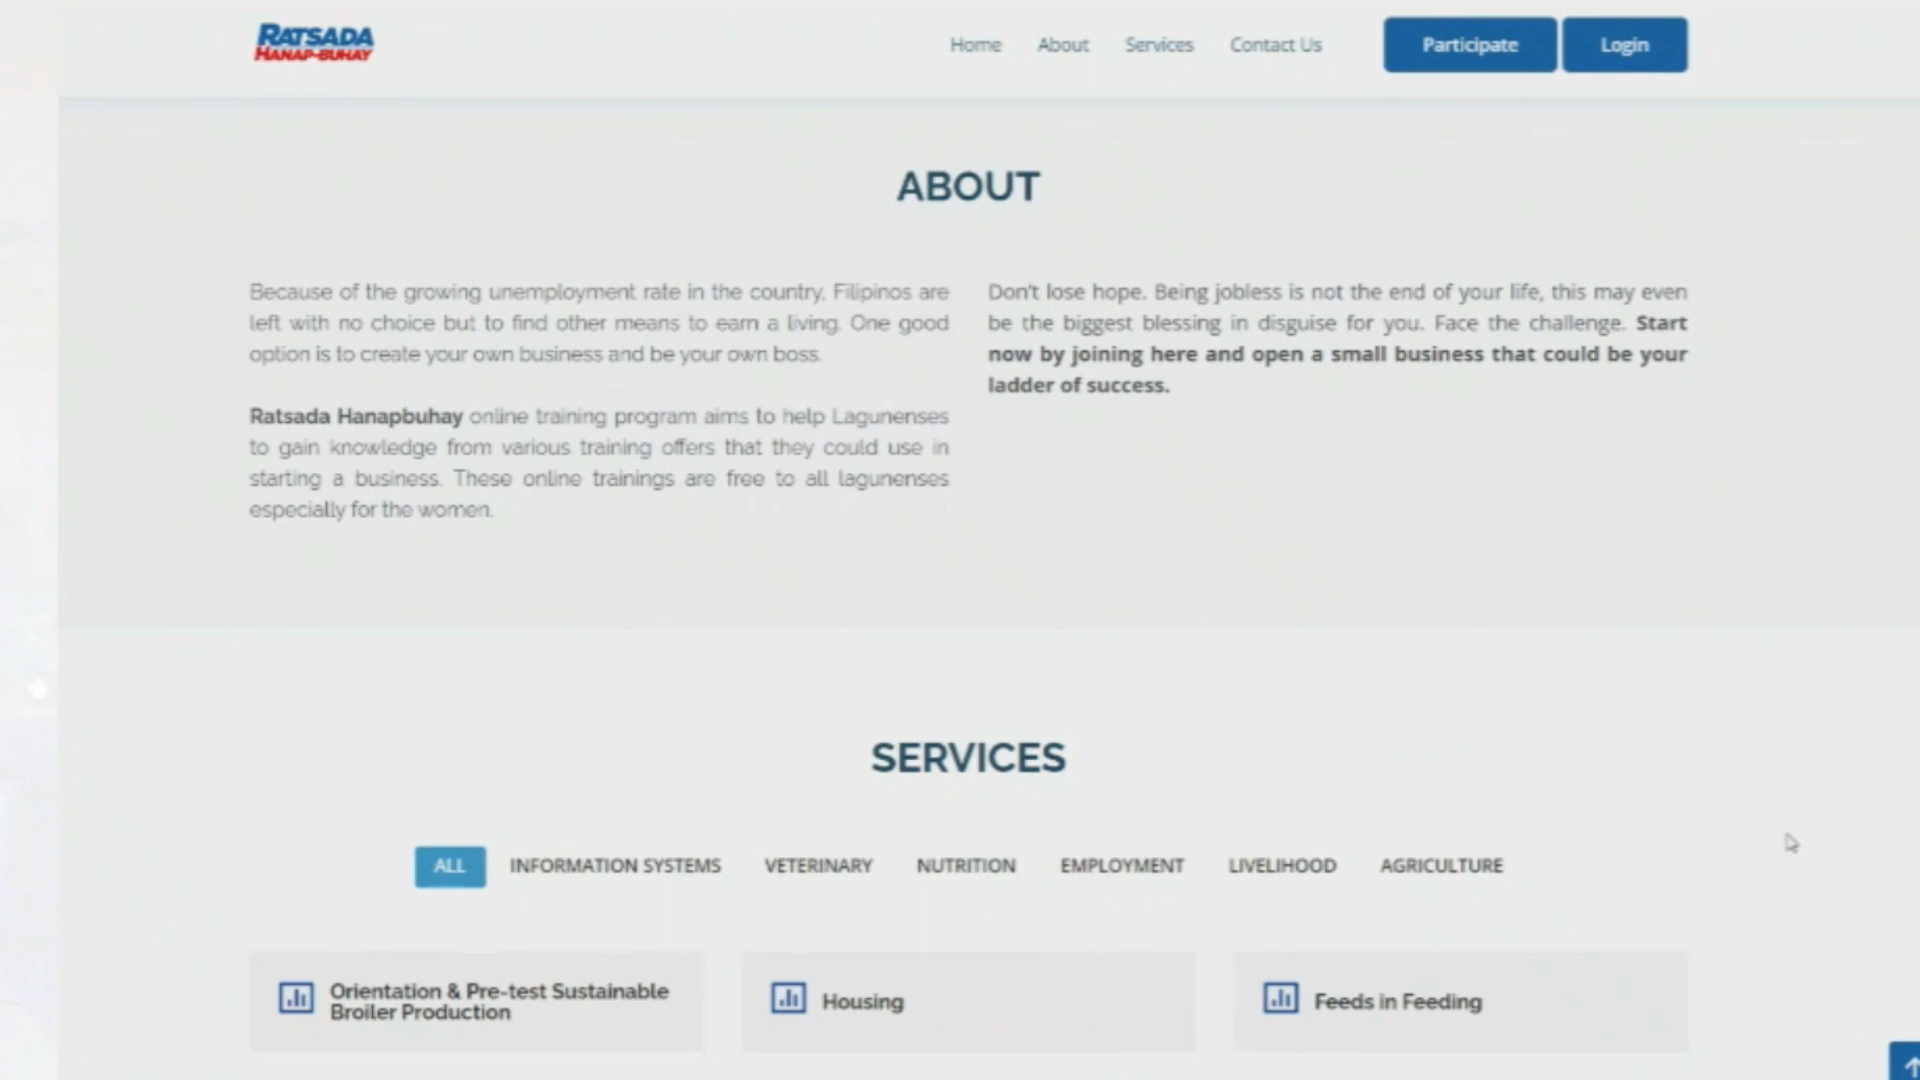 RATSADA
HANAP-BUHAY
Home About Services Contact Us Participate Login
ABOUT
Because of the growing unemployment rate in the country, Filipinos are
left with no choice but to find other means to earn a living. One good
option is to create your own business and be your own boss.
Ratsada Hanapbuhay online training program aims to help Lagunenses
to gain knowledge from various training offers that they could use in
starting a business. These online trainings are free to all lagunenses
especially for the women.
Don't lose hope. Being jobless is not the end of your life, this may even
be the biggest blessing in disguise for you. Face the challenge. Start
now by joining here and open a small business that could be your
ladder of success.
SERVICES
ALL INFORMATION SYSTEMS VETERINARY NUTRITION EMPLOYMENT LIVELIHOOD AGRICULTURE
Orientation & Pre-test Sustainable
Broiler Production
Housing
Feeds in Feeding